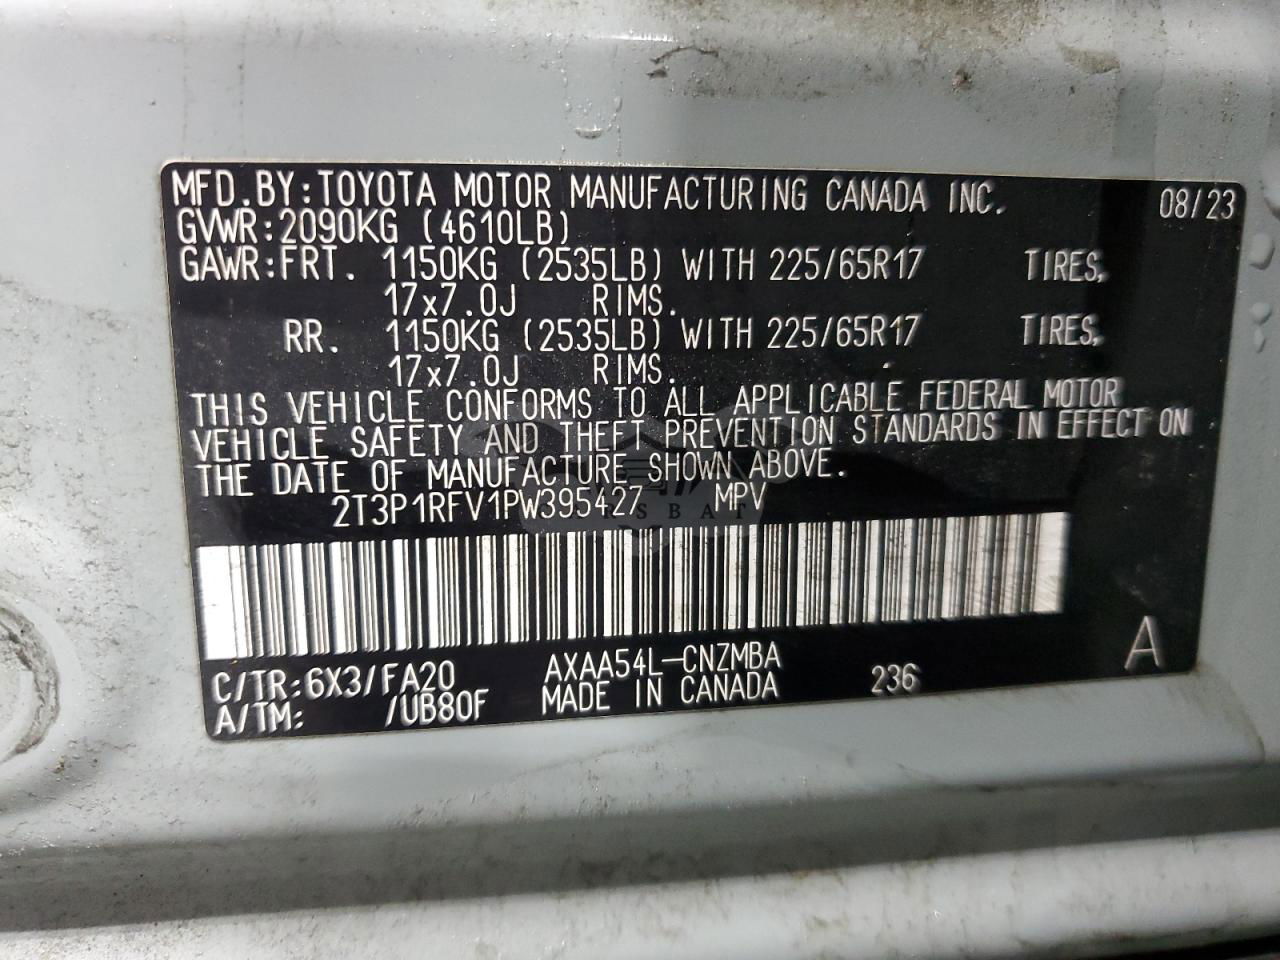 MFD.BY:TOYOTA MOTOR MANUFACTURING CANADA INC. 08/23
GVWR:2090KG (4610LB)
GAWR:FRT. 1150KG (2535LB) WITH 225/65R17 TIRES,
17x7.0J RIMS.
RR. 1150KG (2535LB) WITH 225/65R17 TIRES,
17x7.0J RIMS.
THIS VEHICLE CONFORMS TO ALL APPLICABLE FEDERAL MOTOR
VEHICLE SAFETY AND THEFT PREVENTION STANDARDS IN EFFECT ON
THE DATE OF MANUFACTURE SHOWN ABOVE.
2T3P1RFV1PW395427 MPV
C/TR:6X3/FA20 AXAA54L-CNZMBA
A/TM: /UB80F MADE IN CANADA 236 A